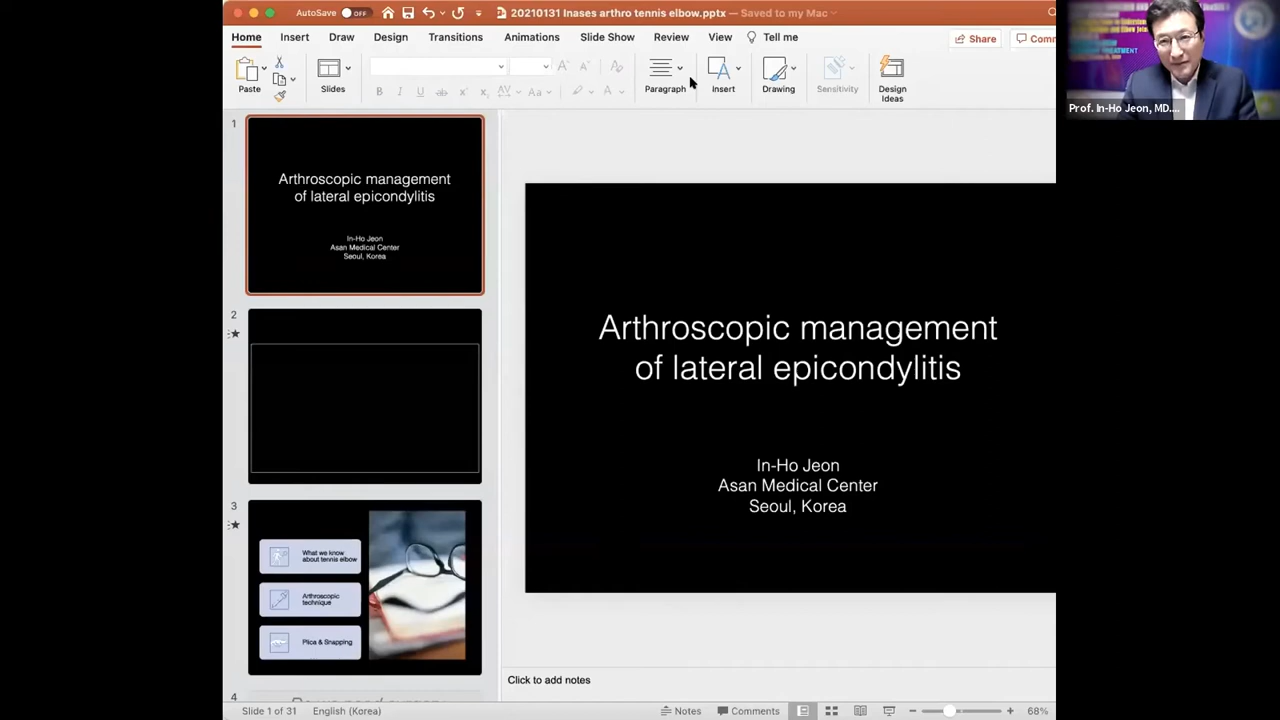 AutoSave OFF
20210131 Inases arthro tennis elbow.pptx — Saved to my Mac
Home Insert Draw Design Transitions Animations Slide Show Review View Tell me
Share
Paste
Slides
Aa
Paragraph
Insert
Drawing
Sensitivity
Design
Ideas
Prof. In-Ho Jeon, MD....
TREATMENT
1
Arthroscopic management
of lateral epicondylitis
In-Ho Jeon
Asan Medical Center
Seoul, Korea
2
3
What we know
about tennis elbow
Arthroscopic
technique
Plica & Snapping
4
Arthroscopic management
of lateral epicondylitis
In-Ho Jeon
Asan Medical Center
Seoul, Korea
Click to add notes
Slide 1 of 31 English (Korea) Notes Comments 68%